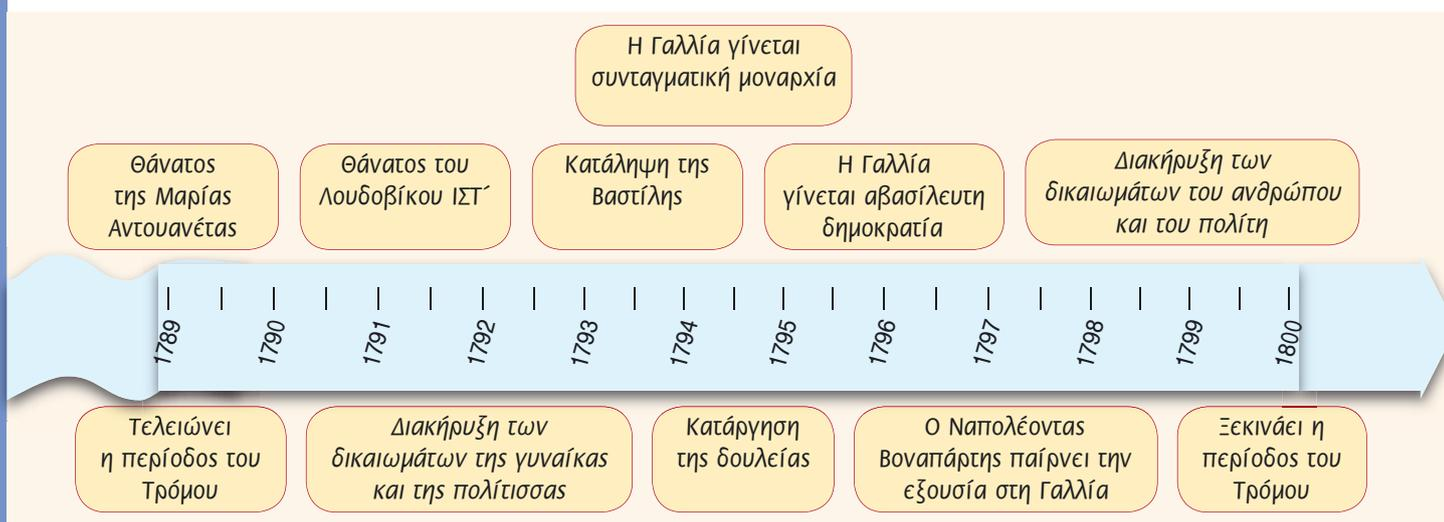 Η Γαλλία γίνεται
συνταγματική μοναρχία
Θάνατος
της Μαρίας
Αντουανέτας
Θάνατος του
Λουδοβίκου ΙΣΤ΄
Κατάληψη της
Βαστίλης
Η Γαλλία
γίνεται αβασίλευτη
δημοκρατία
Διακήρυξη των
δικαιωμάτων του ανθρώπου
και του πολίτη
1789 1790 1791 1792 1793 1794 1795 1796 1797 1798 1799 1800
Τελειώνει
η περίοδος του
Τρόμου
Διακήρυξη των
δικαιωμάτων της γυναίκας
και της πολίτισσας
Κατάργηση
της δουλείας
Ο Ναπολέοντας
Βοναπάρτης παίρνει την
εξουσία στη Γαλλία
Ξεκινάει η
περίοδος του
Τρόμου